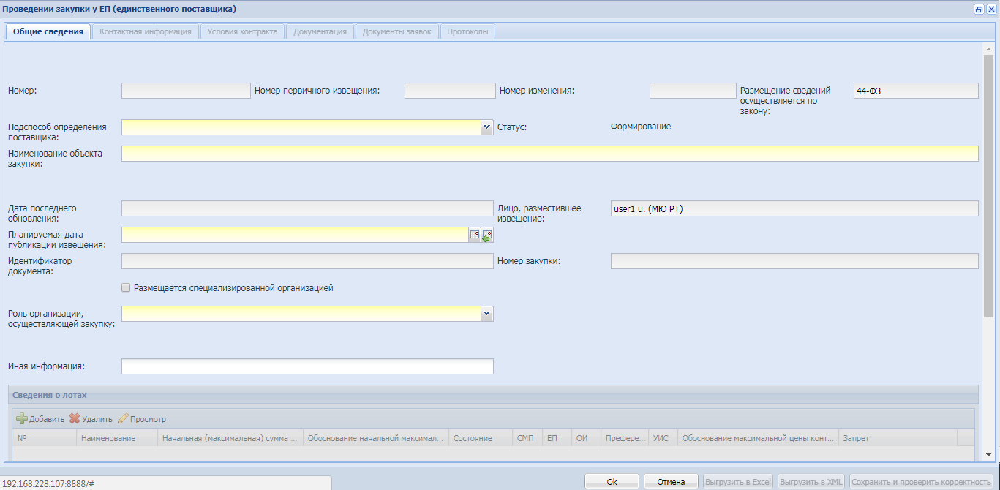 Проведении закупки у ЕП (единственного поставщика)
Общие сведения Контактная информация Условия контракта Документация Документы заявок Протоколы
Номер: Номер первичного извещения: Номер изменения: Размещение сведений осуществляется по закону: 44-ФЗ
Подспособ определения поставщика: Статус: Формирование
Наименование объекта закупки:
Дата последнего обновления: Лицо, разместившее извещение: user1 u. (МЮ РТ)
Планируемая дата публикации извещения:
Идентификатор документа: Номер закупки:
Размещается специализированной организацией
Роль организации, осуществляющей закупку:
Иная информация:
Сведения о лотах
Добавить Удалить Просмотр
№ Наименование Начальная (максимальная) сумма ... Обоснование начальной максимал... Состояние СМП ЕП ОИ Префере... УИС Обоснование максимальной цены конт... Запрет
192.168.228.107:8888/# Ok Отмена Выгрузить в Excel Выгрузить в XML Сохранить и проверить корректность